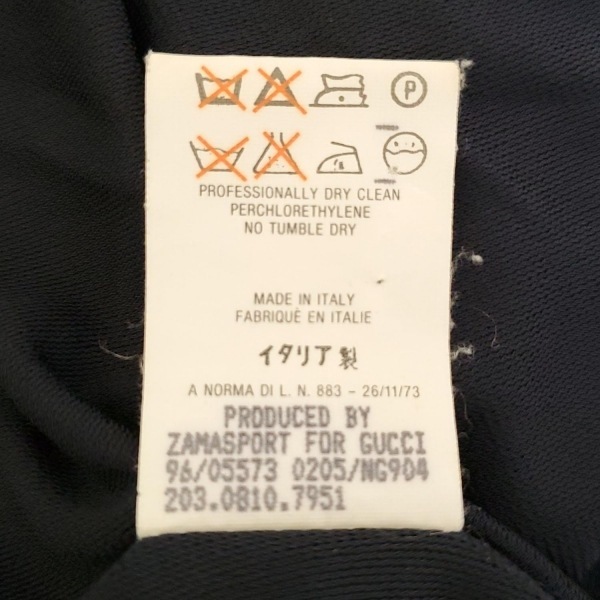 P
PROFESSIONALLY DRY CLEAN
PERCHLORETHYLENE
NO TUMBLE DRY
MADE IN ITALY
FABRIQUÈ EN ITALIE
イタリア製
A NORMA DI L. N. 883 - 26/11/73
PRODUCED BY
ZAMASPORT FOR GUCCI
96/05573 0205/NG904
203.0810.7951